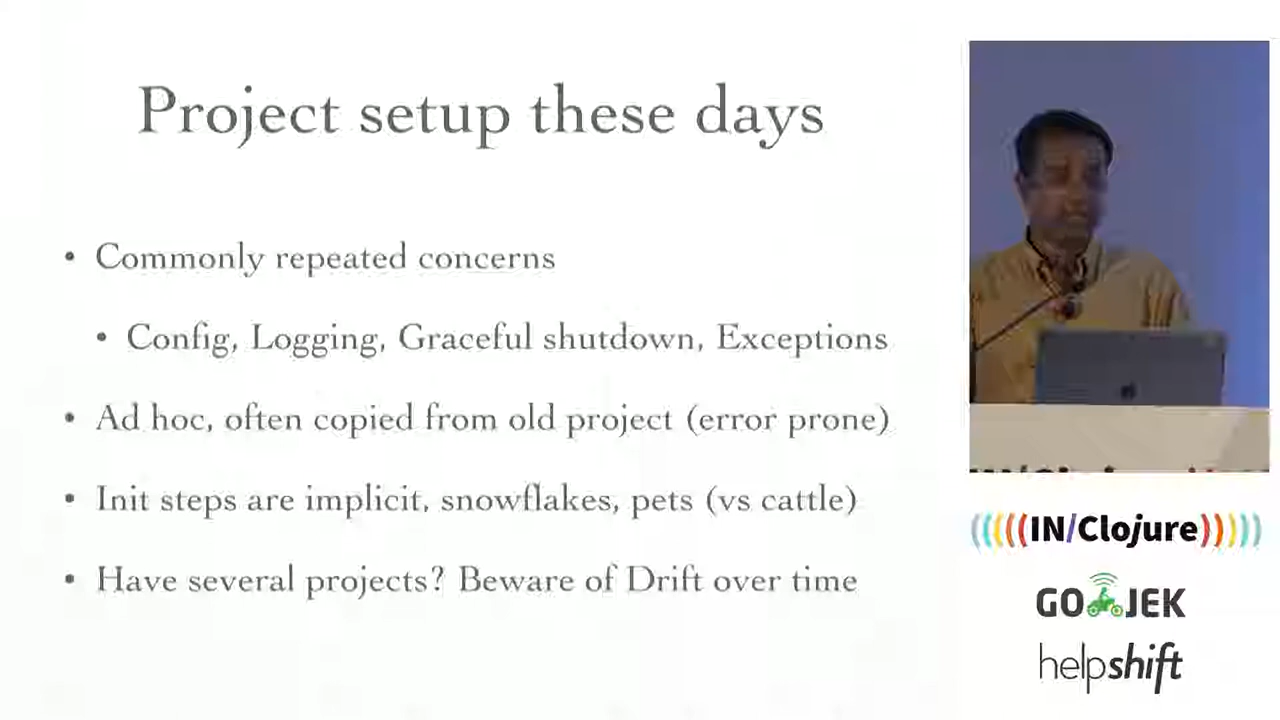 Project setup these days
• Commonly repeated concerns
• Config, Logging, Graceful shutdown, Exceptions
• Ad hoc, often copied from old project (error prone)
• Init steps are implicit, snowflakes, pets (vs cattle)
• Have several projects? Beware of Drift over time
(((((IN/Clojure)))))
GO JEK
helpshift